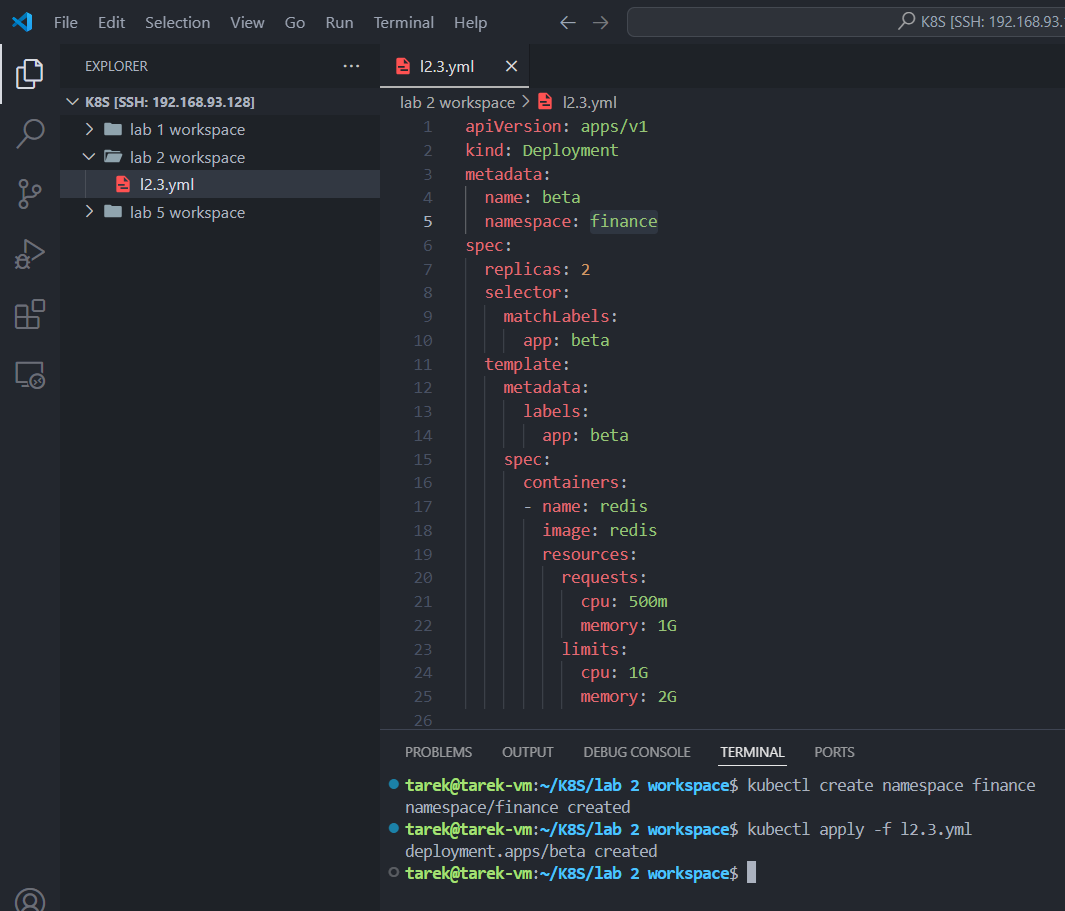 File Edit Selection View Go Run Terminal Help
K8S [SSH: 192.168.93.
EXPLORER
K8S [SSH: 192.168.93.128]
lab 1 workspace
lab 2 workspace
l2.3.yml
lab 5 workspace
l2.3.yml
lab 2 workspace > l2.3.yml
1 apiVersion: apps/v1
2 kind: Deployment
3 metadata:
4 name: beta
5 namespace: finance
6 spec:
7 replicas: 2
8 selector:
9 matchLabels:
10 app: beta
11 template:
12 metadata:
13 labels:
14 app: beta
15 spec:
16 containers:
17 - name: redis
18 image: redis
19 resources:
20 requests:
21 cpu: 500m
22 memory: 1G
23 limits:
24 cpu: 1G
25 memory: 2G
26
PROBLEMS OUTPUT DEBUG CONSOLE TERMINAL PORTS
tarek@tarek-vm:~/K8S/lab 2 workspace$ kubectl create namespace finance
namespace/finance created
tarek@tarek-vm:~/K8S/lab 2 workspace$ kubectl apply -f l2.3.yml
deployment.apps/beta created
tarek@tarek-vm:~/K8S/lab 2 workspace$